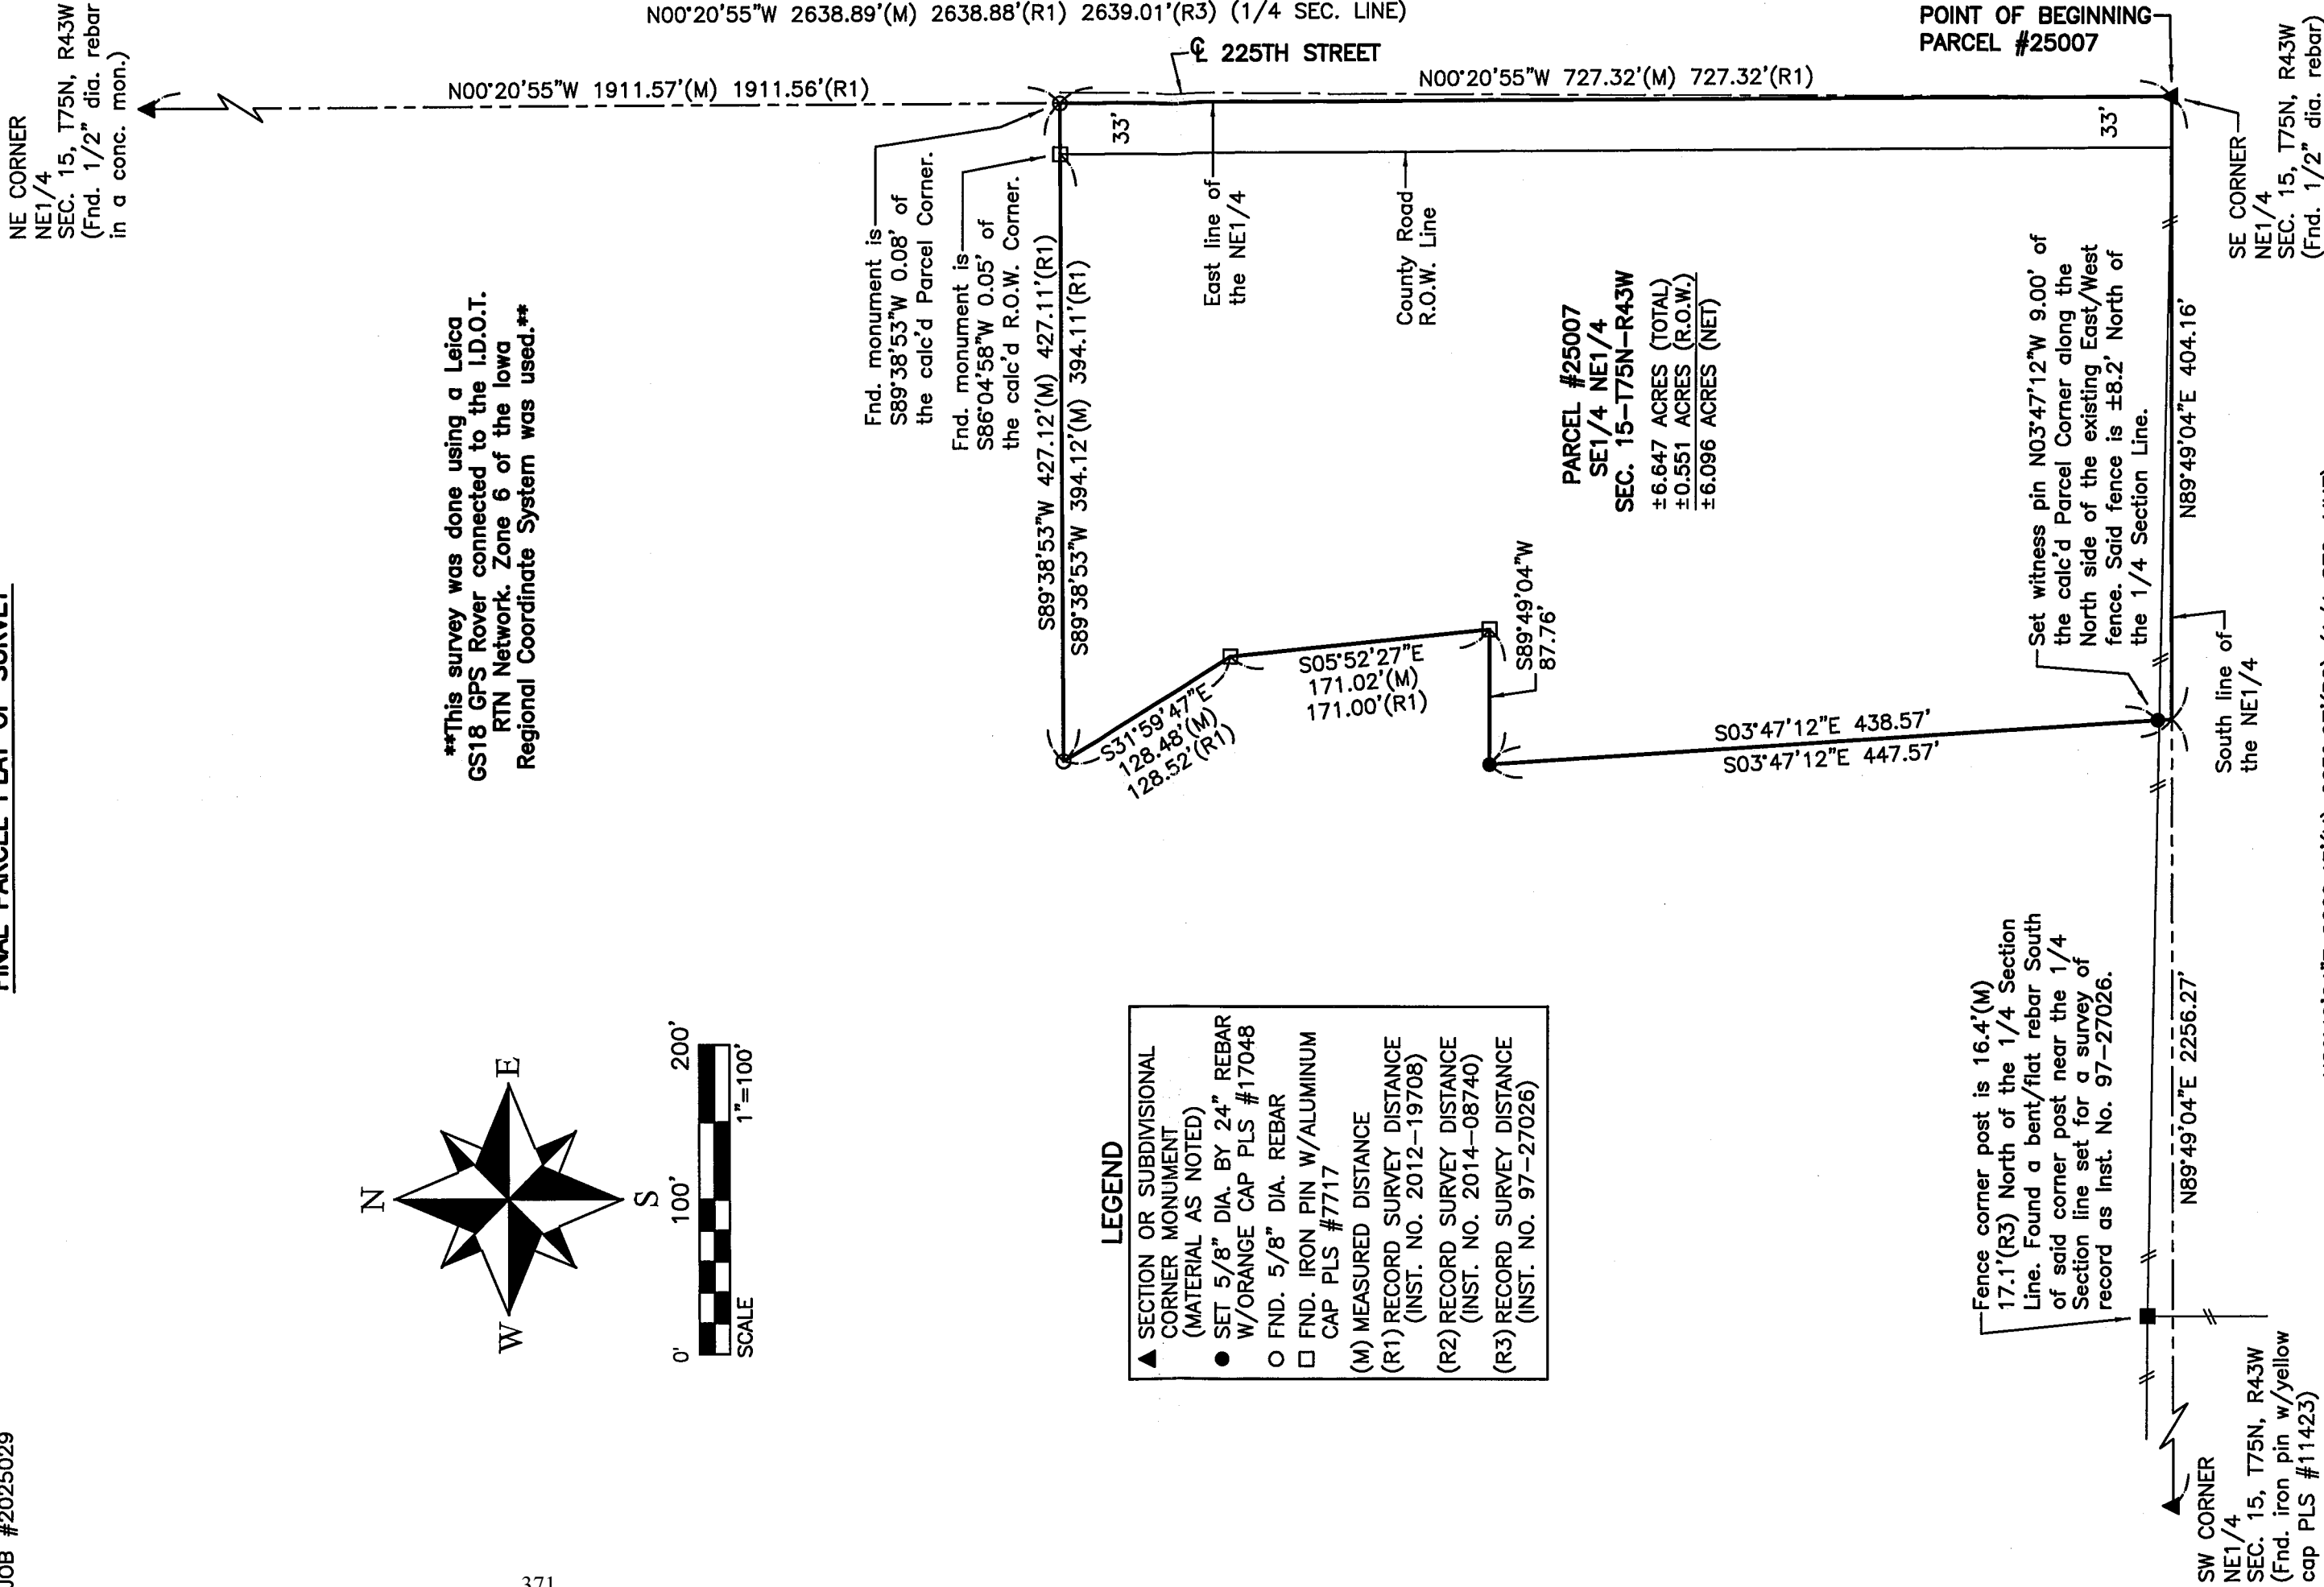 JOB #2025029
FINAL PARCEL PLAT OF SURVEY
NE CORNER
NE1/4
SEC. 15, T75N, R43W
(Fnd. 1/2" dia. rebar
in a conc. mon.)
N00°20'55"W 2638.89'(M) 2638.88'(R1) 2639.01'(R3) (1/4 SEC. LINE)
℄ 225TH STREET
N00°20'55"W 1911.57'(M) 1911.56'(R1)
N00°20'55"W 727.32'(M) 727.32'(R1)
POINT OF BEGINNING
PARCEL #25007
33'
33'
**This survey was done using a Leica
GS18 GPS Rover connected to the I.D.O.T.
RTN Network. Zone 6 of the Iowa
Regional Coordinate System was used.**
Fnd. monument is
S89°38'53"W 0.08' of
the calc'd Parcel Corner.
Fnd. monument is
S86°04'58"W 0.05' of
the calc'd R.O.W. Corner.
S89°38'53"W 427.12'(M) 427.11'(R1)
S89°38'53"W 394.12'(M) 394.11'(R1)
East line of
the NE1/4
County Road
R.O.W. Line
PARCEL #25007
SE1/4 NE1/4
SEC. 15-T75N-R43W
±6.647 ACRES (TOTAL)
±0.551 ACRES (R.O.W.)
±6.096 ACRES (NET)
S31°59'47"E
128.48'(M)
128.52'(R1)
S05°52'27"E
171.02'(M)
171.00'(R1)
S89°49'04"W
87.76'
S03°47'12"E 438.57'
S03°47'12"E 447.57'
Set witness pin N03°47'12"W 9.00' of
the calc'd Parcel Corner along the
North side of the existing East/West
fence. Said fence is ±8.2' North of
the 1/4 Section Line.
N89°49'04"E 404.16'
SE CORNER
NE1/4
SEC. 15, T75N, R43W
(Fnd. 1/2" dia. rebar)
South line of
the NE1/4
N
E
S
W
0'
100'
200'
SCALE
1"=100'
LEGEND
▲ SECTION OR SUBDIVISIONAL
CORNER MONUMENT
(MATERIAL AS NOTED)
● SET 5/8" DIA. BY 24" REBAR
W/ORANGE CAP PLS #17048
○ FND. 5/8" DIA. REBAR
□ FND. IRON PIN W/ALUMINUM
CAP PLS #7717
(M) MEASURED DISTANCE
(R1) RECORD SURVEY DISTANCE
(INST. NO. 2012-19708)
(R2) RECORD SURVEY DISTANCE
(INST. NO. 2014-08740)
(R3) RECORD SURVEY DISTANCE
(INST. NO. 97-27026)
Fence corner post is 16.4'(M)
17.1'(R3) North of the 1/4 Section
Line. Found a bent/flat rebar South
of said corner post near the 1/4
Section line set for a survey of
record as Inst. No. 97-27026.
N89°49'04"E 2256.27'
SW CORNER
NE1/4
SEC. 15, T75N, R43W
(Fnd. iron pin w/yellow
cap PLS #11423)
371